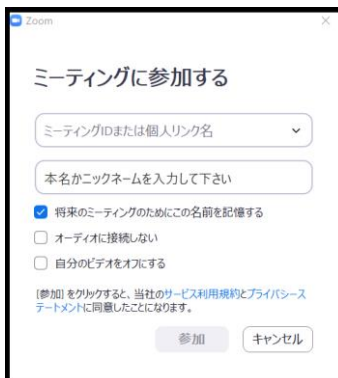 Zoom
ミーティングに参加する
ミーティングIDまたは個人リンク名
本名かニックネームを入力して下さい
将来のミーティングのためにこの名前を記憶する
オーディオに接続しない
自分のビデオをオフにする
[参加] をクリックすると、当社のサービス利用規約とプライバシース
テートメントに同意したことになります。
参加 キャンセル